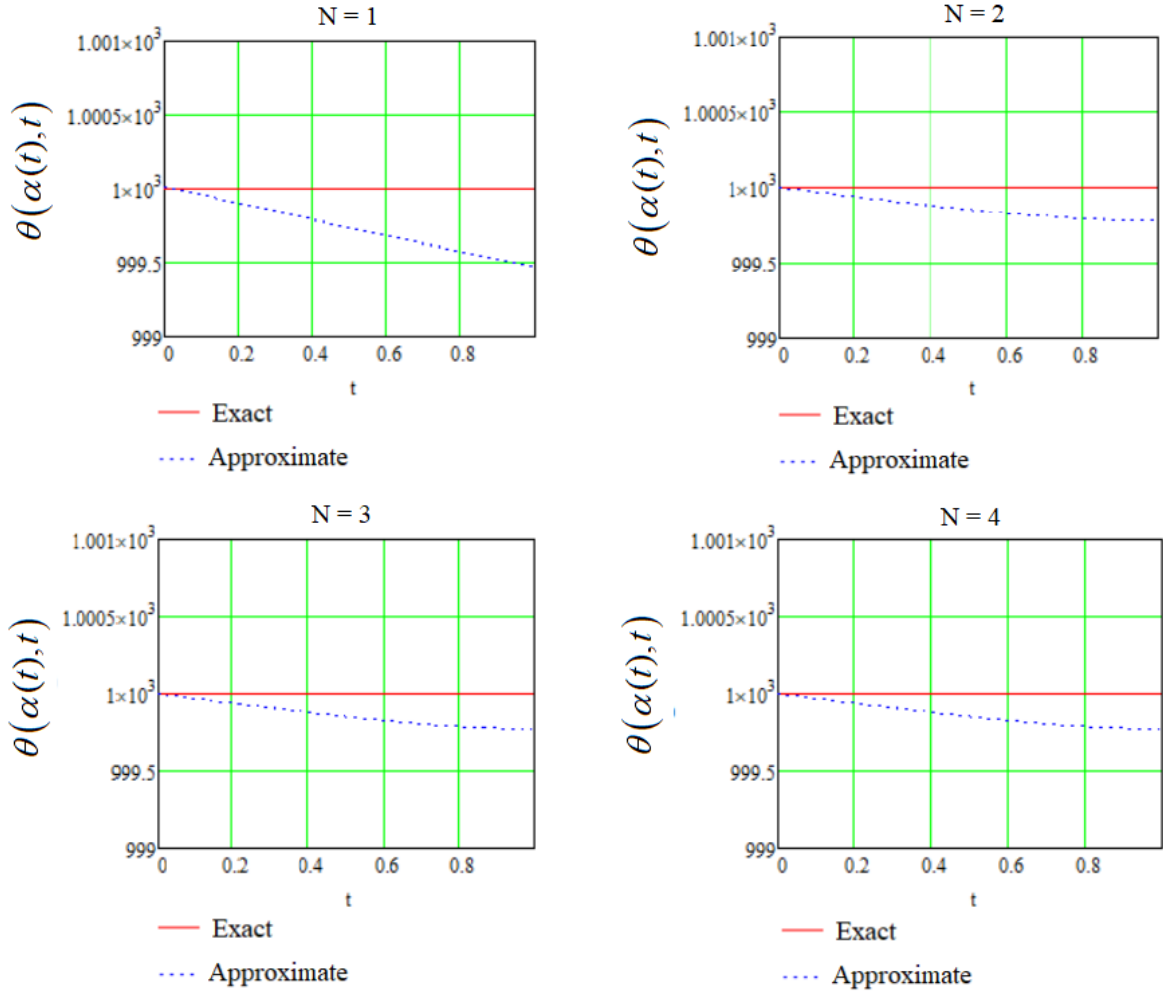 N = 1
1.001×10³
1.0005×10³
1×10³
999.5
999
θ(α(t),t)
0 0.2 0.4 0.6 0.8
t
Exact
Approximate
N = 2
1.001×10³
1.0005×10³
1×10³
999.5
999
θ(α(t),t)
0 0.2 0.4 0.6 0.8
t
Exact
Approximate
N = 3
1.001×10³
1.0005×10³
1×10³
999.5
999
θ(α(t),t)
0 0.2 0.4 0.6 0.8
t
Exact
Approximate
N = 4
1.001×10³
1.0005×10³
1×10³
999.5
999
θ(α(t),t)
0 0.2 0.4 0.6 0.8
t
Exact
Approximate